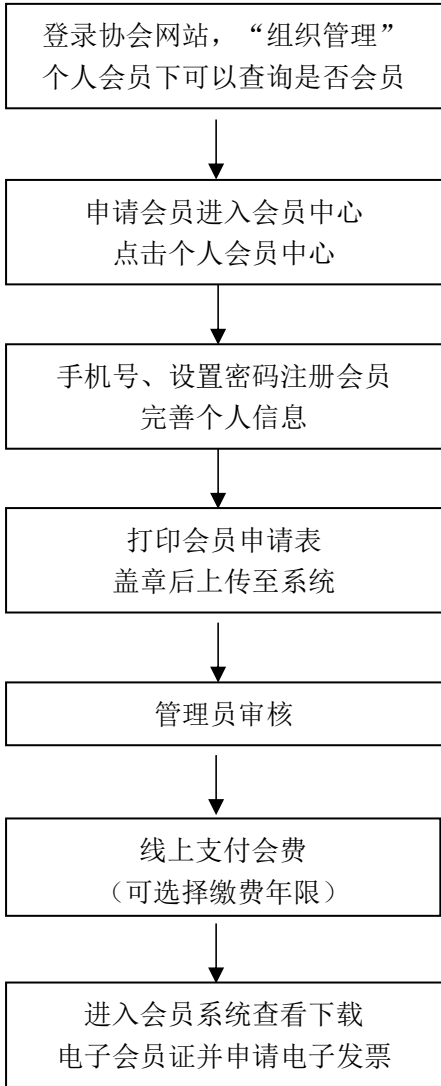 登录协会网站，“组织管理”
个人会员下可以查询是否会员
申请会员进入会员中心
点击个人会员中心
手机号、设置密码注册会员
完善个人信息
打印会员申请表
盖章后上传至系统
管理员审核
线上支付会费
（可选择缴费年限）
进入会员系统查看下载
电子会员证并申请电子发票